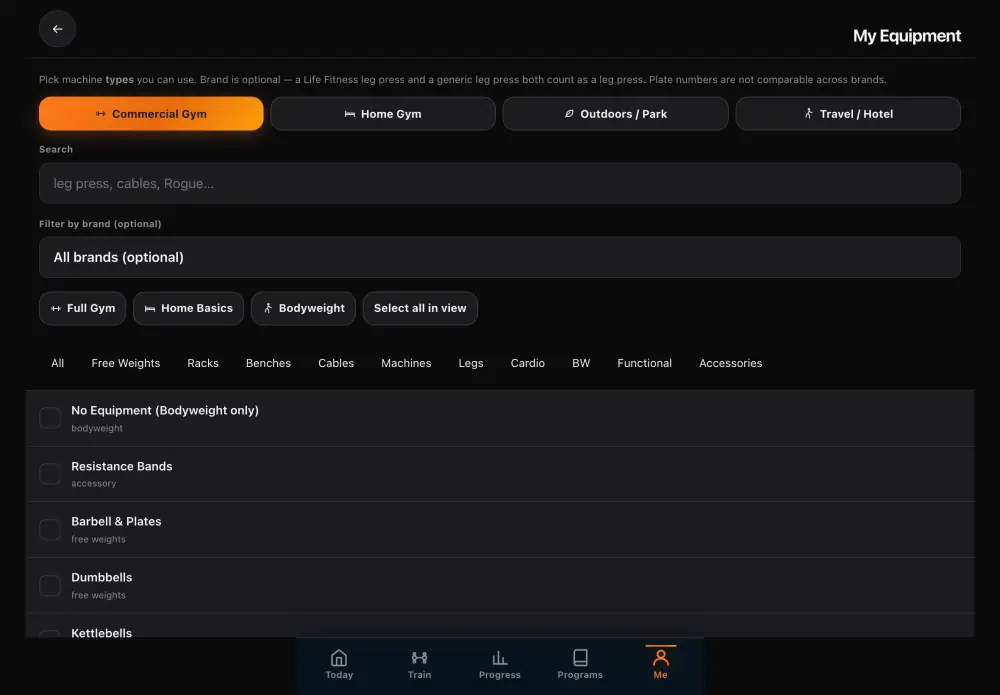 My Equipment
Pick machine types you can use. Brand is optional — a Life Fitness leg press and a generic leg press both count as a leg press. Plate numbers are not comparable across brands.
Commercial Gym Home Gym Outdoors / Park Travel / Hotel
Search
leg press, cables, Rogue...
Filter by brand (optional)
All brands (optional)
Full Gym Home Basics Bodyweight Select all in view
All Free Weights Racks Benches Cables Machines Legs Cardio BW Functional Accessories
No Equipment (Bodyweight only)
bodyweight
Resistance Bands
accessory
Barbell & Plates
free weights
Dumbbells
free weights
Kettlebells
Today Train Progress Programs Me